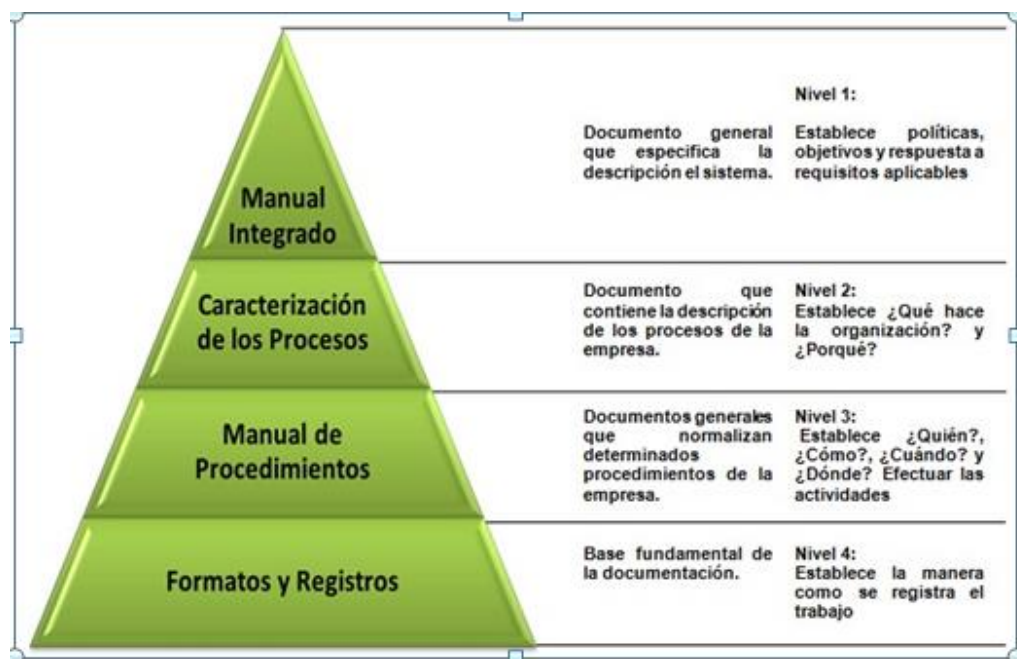 Manual
Integrado
Documento general
que especifica la
descripción el sistema.
Nivel 1:
Establece políticas,
objetivos y respuesta a
requisitos aplicables
Caracterización
de los Procesos
Documento que
contiene la descripción
de los procesos de la
empresa.
Nivel 2:
Establece ¿Qué hace
la organización? y
¿Porqué?
Manual de
Procedimientos
Documentos generales
que normalizan
determinados
procedimientos de la
empresa.
Nivel 3:
Establece ¿Quién?,
¿Cómo?, ¿Cuándo? y
¿Dónde? Efectuar las
actividades
Formatos y Registros
Base fundamental de
la documentación.
Nivel 4:
Establece la manera
como se registra el
trabajo